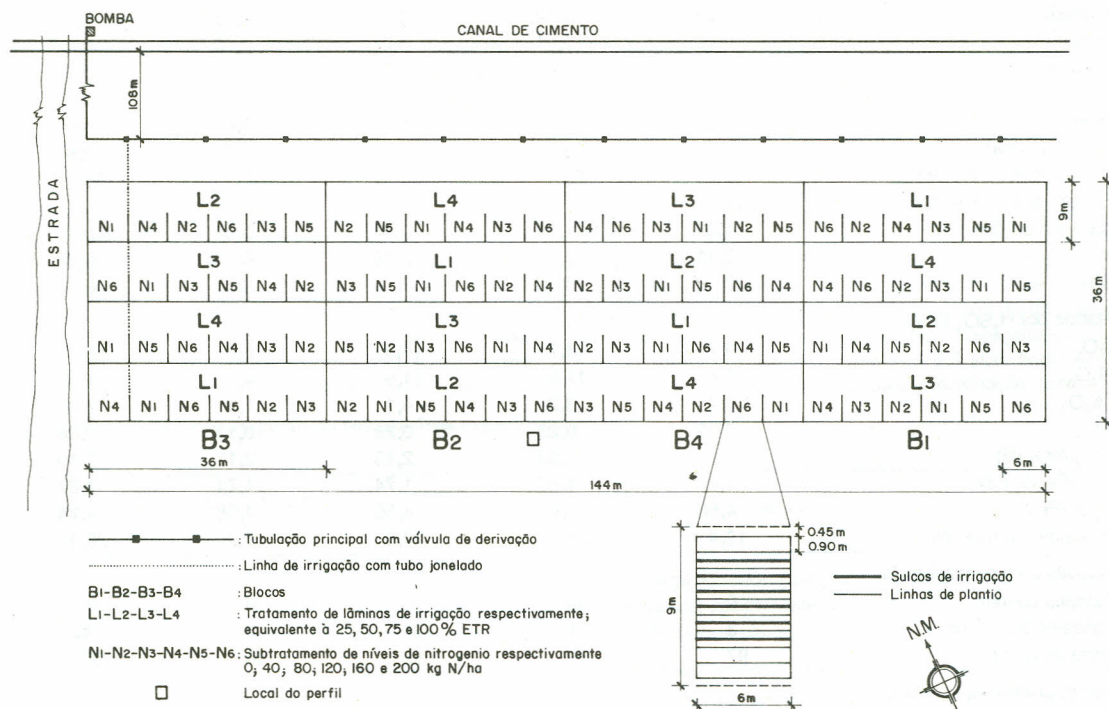 BOMBA
CANAL DE CIMENTO
108m
ESTRADA
L2 L4 L3 L1
N1 N4 N2 N6 N3 N5 N2 N5 N1 N4 N3 N6 N4 N6 N3 N1 N2 N5 N6 N2 N4 N3 N5 N1
9m
L3 L1 L2 L4
N6 N1 N3 N5 N4 N2 N3 N5 N1 N6 N2 N4 N2 N3 N1 N5 N6 N4 N6 N2 N4 N3 N1 N5
36m
L4 L3 L1 L2
N1 N5 N6 N4 N3 N2 N5 N2 N3 N6 N1 N4 N2 N3 N1 N6 N4 N5 N1 N4 N5 N2 N6 N3
L1 L2 L4 L3
N4 N1 N6 N5 N2 N3 N2 N1 N5 N4 N3 N6 N3 N5 N4 N2 N6 N1 N4 N3 N2 N1 N5 N6
B3 B2 B4 B1
36m 6m
144m
: Tubulação principal com válvula de derivação
: Linha de irrigação com tubo jonelado
B1-B2-B3-B4 : Blocos
L1-L2-L3-L4 : Tratamento de lâminas de irrigação respectivamente;
equivalente à 25, 50, 75 e 100% ETR
N1-N2-N3-N4-N5-N6: Subtratamento de níveis de nitrogenio respectivamente
0; 40; 80; 120; 160 e 200 kg N/ha
Local do perfil
0.45m
0.90m
9m
6m
Sulcos de irrigação
Linhas de plantio
N.M.